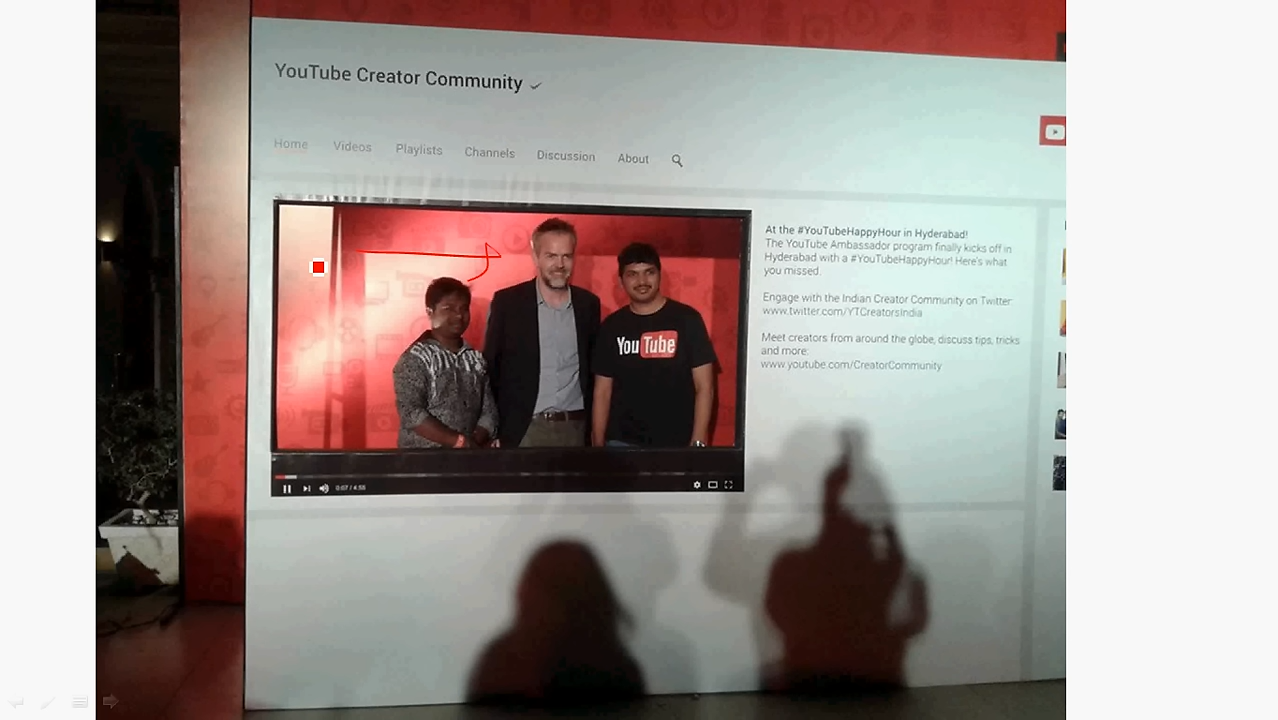 YouTube Creator Community
Home Videos Playlists Channels Discussion About
At the #YouTubeHappyHour in Hyderabad!
The YouTube Ambassador program finally kicks off in
Hyderabad with a #YouTubeHappyHour! Here's what
you missed.
Engage with the Indian Creator Community on Twitter:
www.twitter.com/YTCreatorsIndia
Meet creators from around the globe, discuss tips, tricks
and more:
www.youtube.com/CreatorCommunity
YouTube
0:07 / 4:55